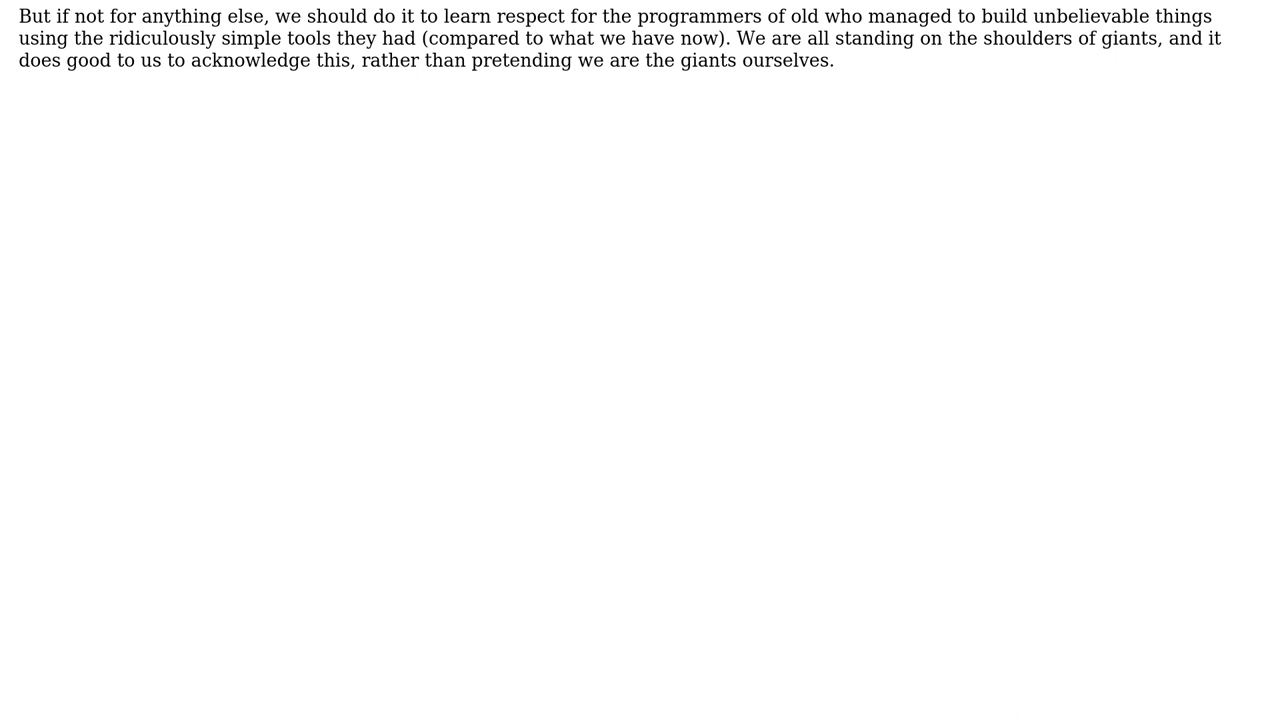 But if not for anything else, we should do it to learn respect for the programmers of old who managed to build unbelievable things
using the ridiculously simple tools they had (compared to what we have now). We are all standing on the shoulders of giants, and it
does good to us to acknowledge this, rather than pretending we are the giants ourselves.